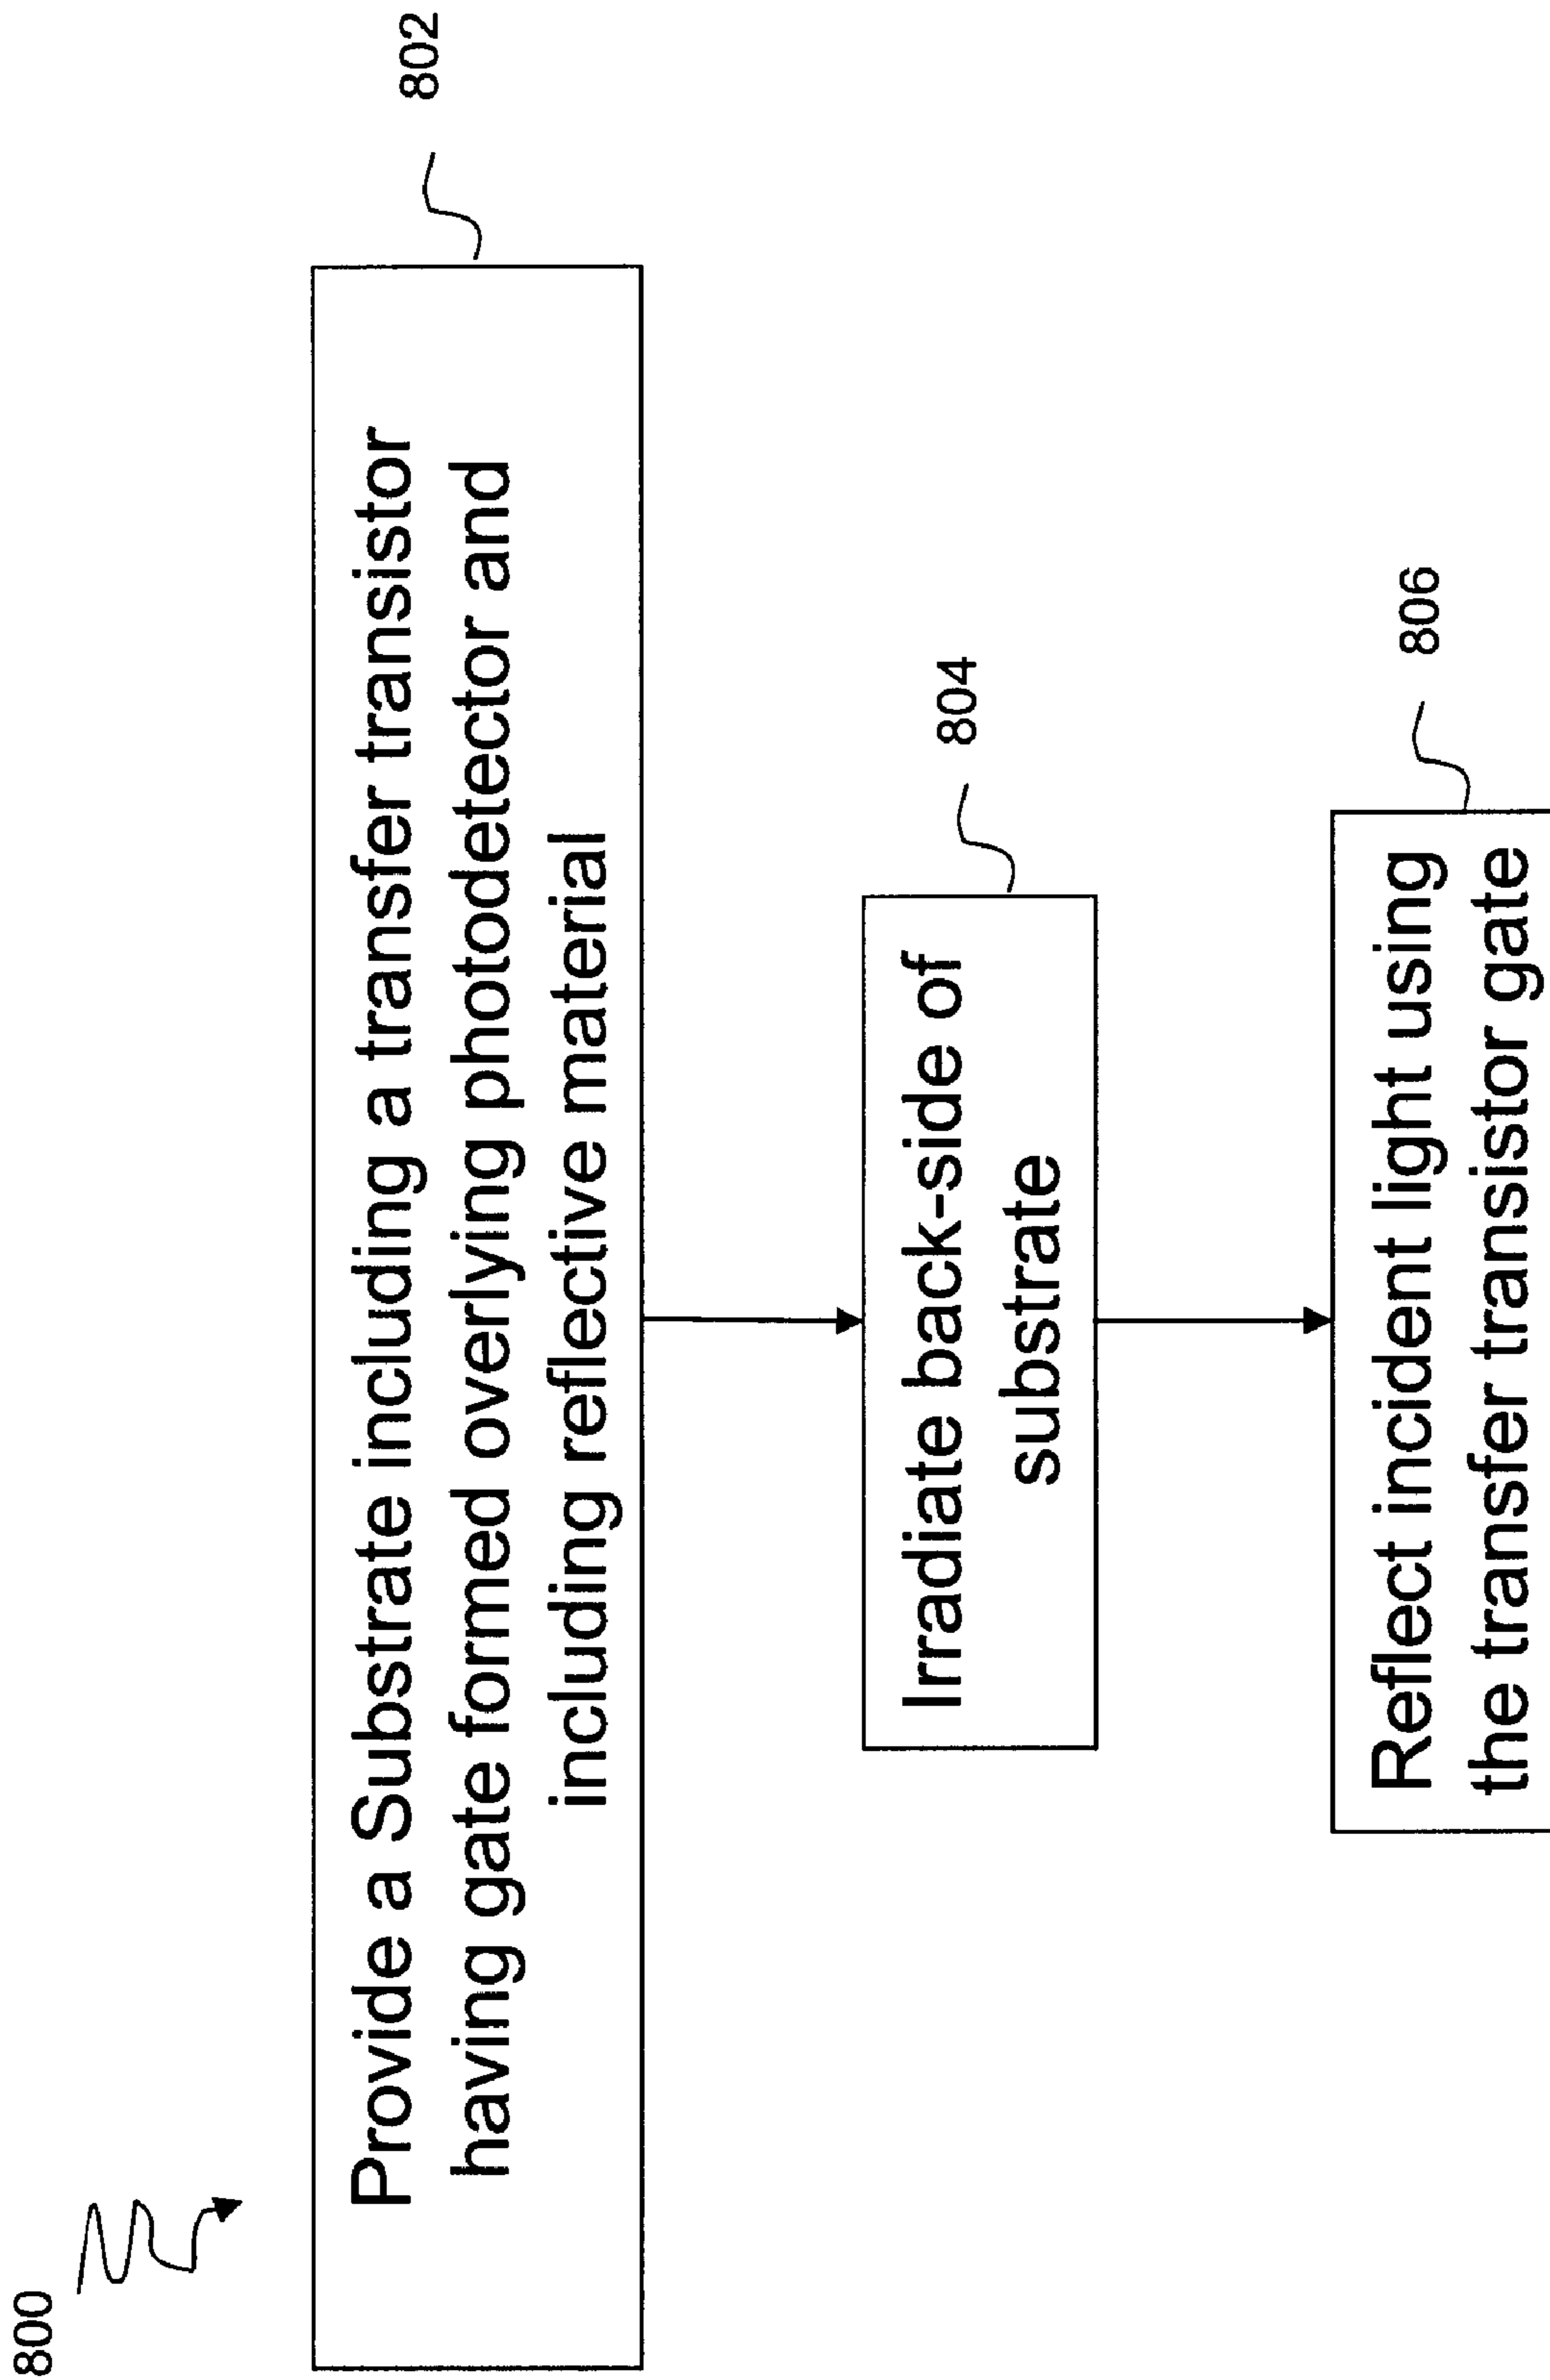 800
Provide a Substrate including a transfer transistor
having gate formed overlying photodetector and
including reflective material
802
Irradiate back-side of
substrate
804
Reflect incident light using
the transfer transistor gate
806